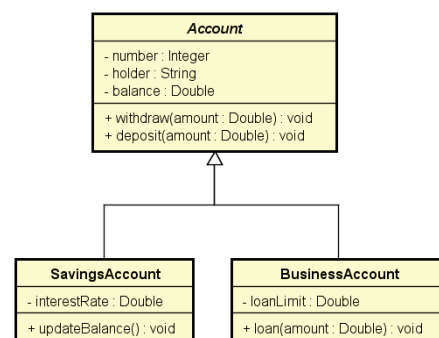 Account
- number : Integer
- holder : String
- balance : Double
+ withdraw(amount : Double) : void
+ deposit(amount : Double) : void
SavingsAccount
- interestRate : Double
+ updateBalance() : void
BusinessAccount
- loanLimit : Double
+ loan(amount : Double) : void